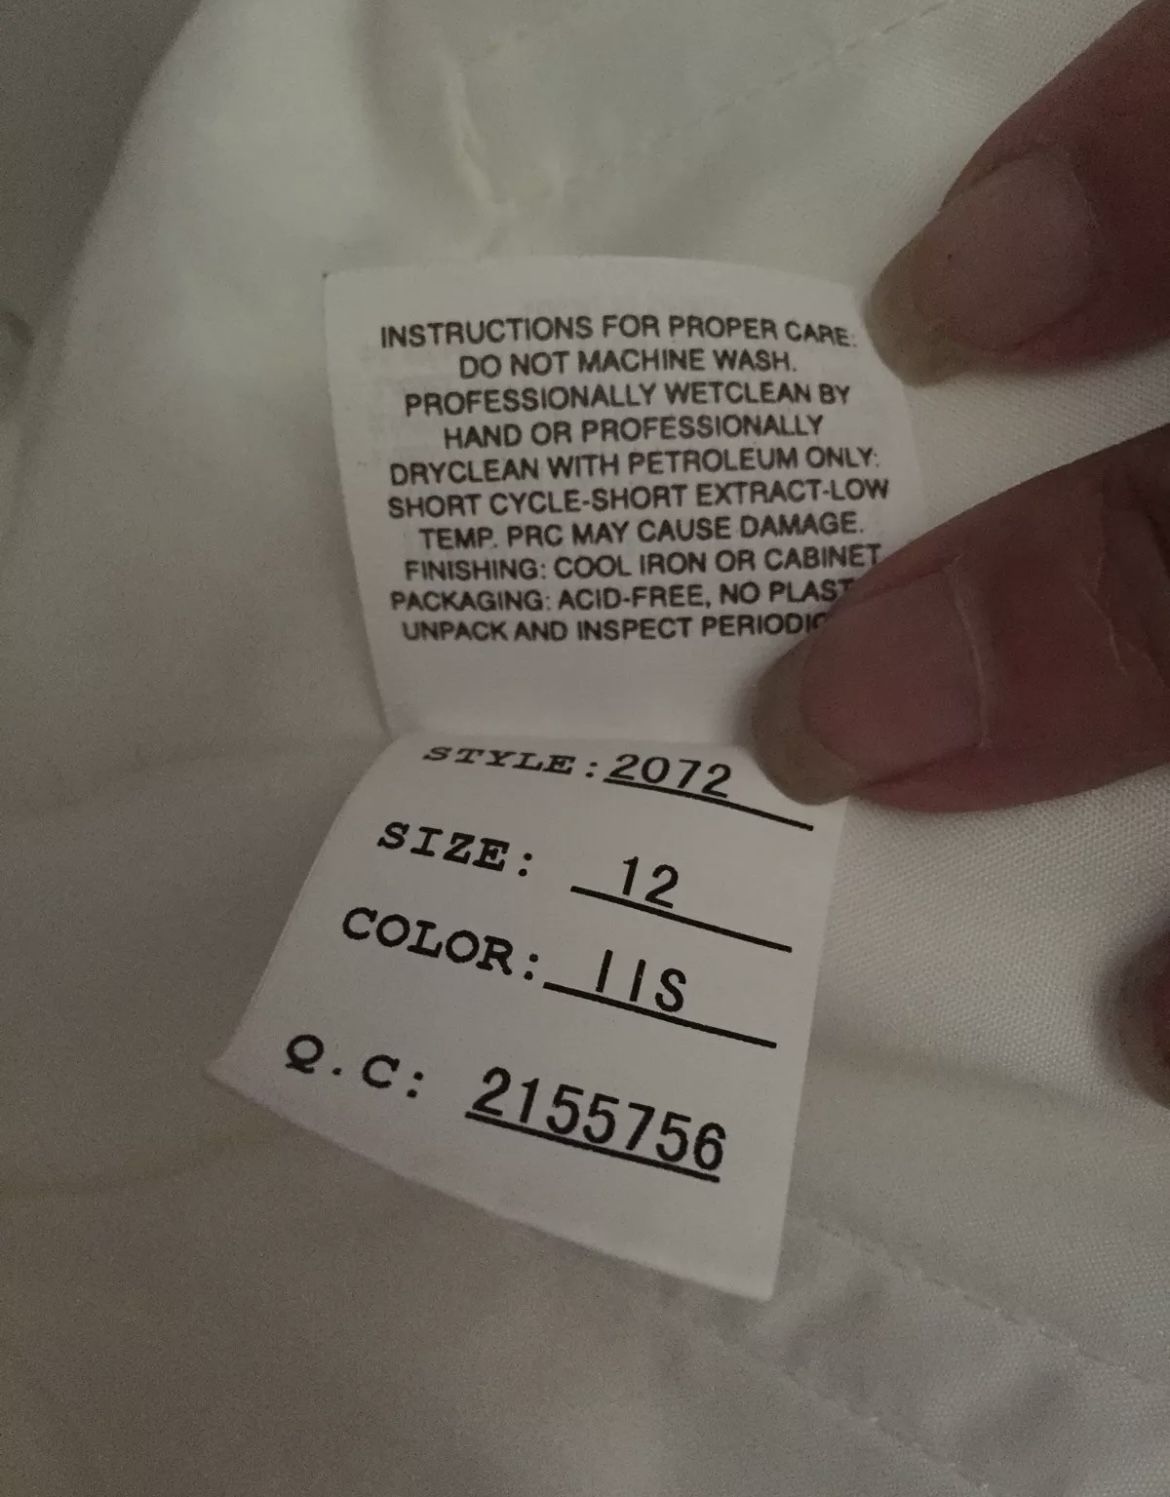 INSTRUCTIONS FOR PROPER CARE:
DO NOT MACHINE WASH.
PROFESSIONALLY WETCLEAN BY
HAND OR PROFESSIONALLY
DRYCLEAN WITH PETROLEUM ONLY:
SHORT CYCLE-SHORT EXTRACT-LOW
TEMP. PRC MAY CAUSE DAMAGE.
FINISHING: COOL IRON OR CABINET
PACKAGING: ACID-FREE, NO
UNPACK AND INSPECT
STYLE: 2072
SIZE: 12
COLOR: IIS
Q.C: 2155756